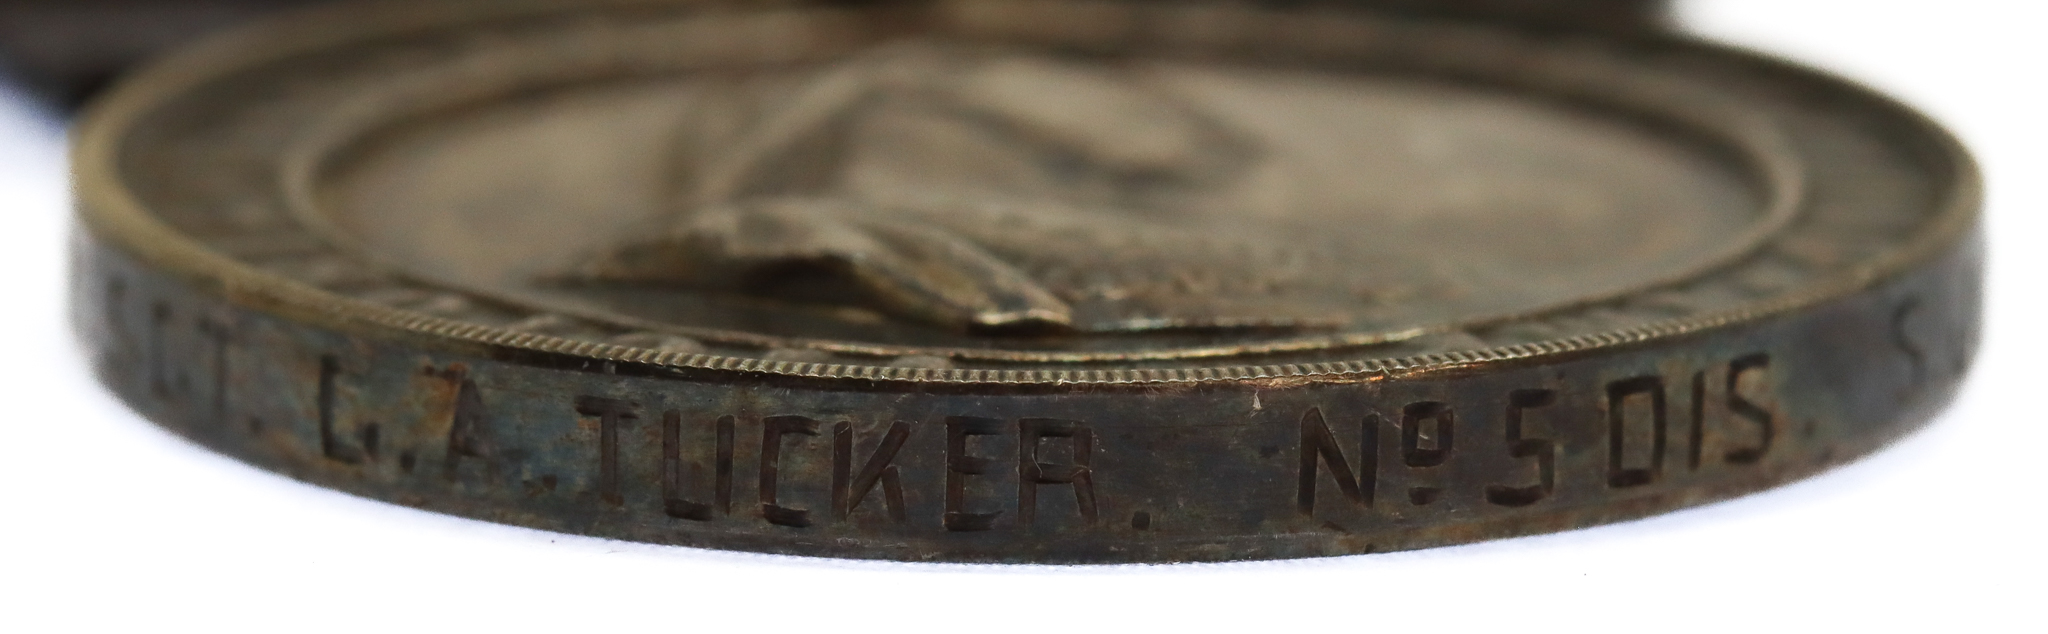 SGT. C.A. TUCKER. No 5 DIS. S